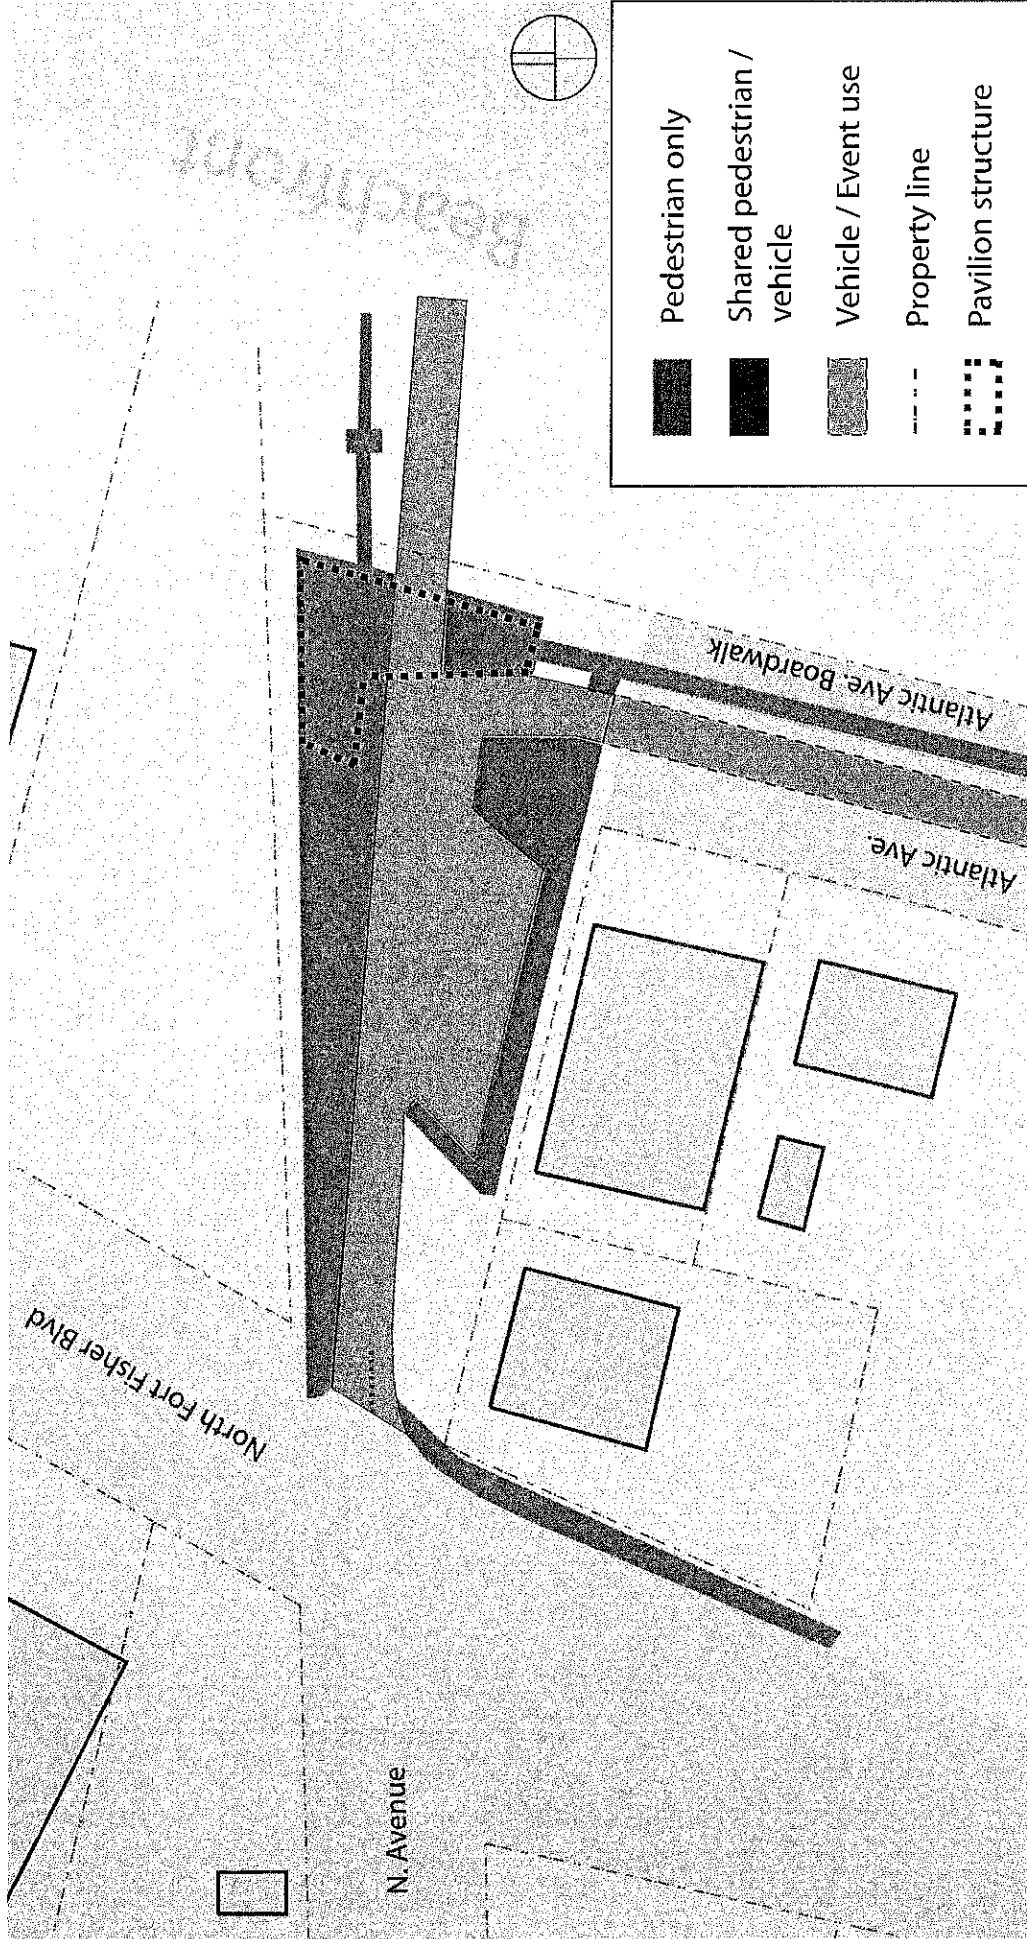 Beachfront
North Fort Fisher Blvd
N. Avenue
Atlantic Ave. Boardwalk
Atlantic Ave.
Pedestrian only
Shared pedestrian /
vehicle
Vehicle / Event use
Property line
Pavilion structure